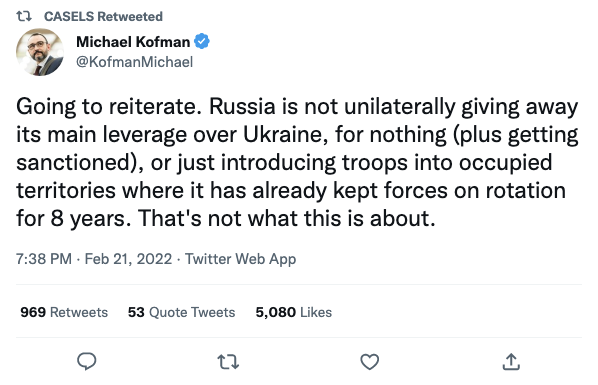 CASELS Retweeted
Michael Kofman
@KofmanMichael
Going to reiterate. Russia is not unilaterally giving away
its main leverage over Ukraine, for nothing (plus getting
sanctioned), or just introducing troops into occupied
territories where it has already kept forces on rotation
for 8 years. That's not what this is about.
7:38 PM · Feb 21, 2022 · Twitter Web App
969 Retweets 53 Quote Tweets 5,080 Likes